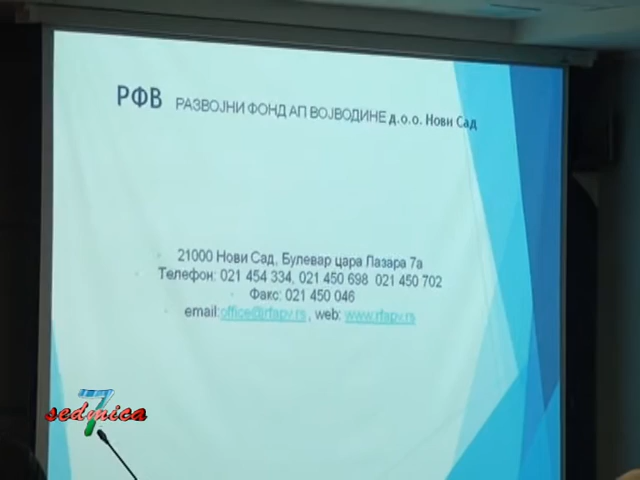 РФВ РАЗВОЈНИ ФОНД АП ВОЈВОДИНЕ д.о.о. Нови Сад
21000 Нови Сад, Булевар цара Лазара 7а
Телефон: 021 454 334, 021 450 698 021 450 702
Факс: 021 450 046
email:office@rfapv.rs, web: www.rfapv.rs
7
sedmica